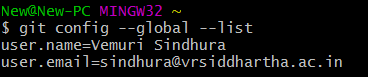 New@New-PC MINGW32 ~
$ git config --global --list
user.name=Vemuri Sindhura
user.email=sindhura@vrsiddhartha.ac.in